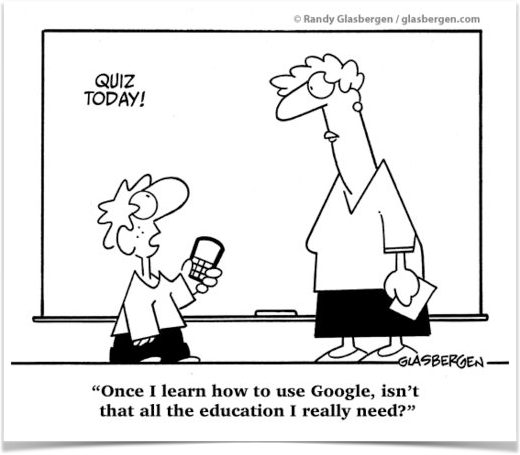 © Randy Glasbergen / glasbergen.com
QUIZ
TODAY!
GLASBERGEN
“Once I learn how to use Google, isn’t
that all the education I really need?”